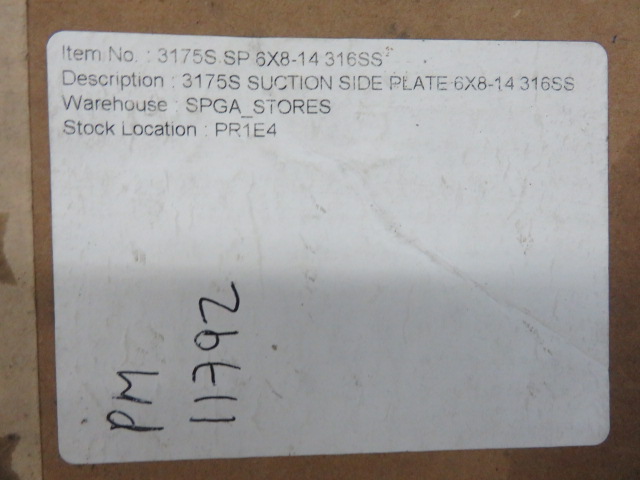 Item No. : 3175S SP 6X8-14 316SS
Description : 3175S SUCTION SIDE PLATE 6X8-14 316SS
Warehouse : SPGA_STORES
Stock Location : PR1E4
PM
11792